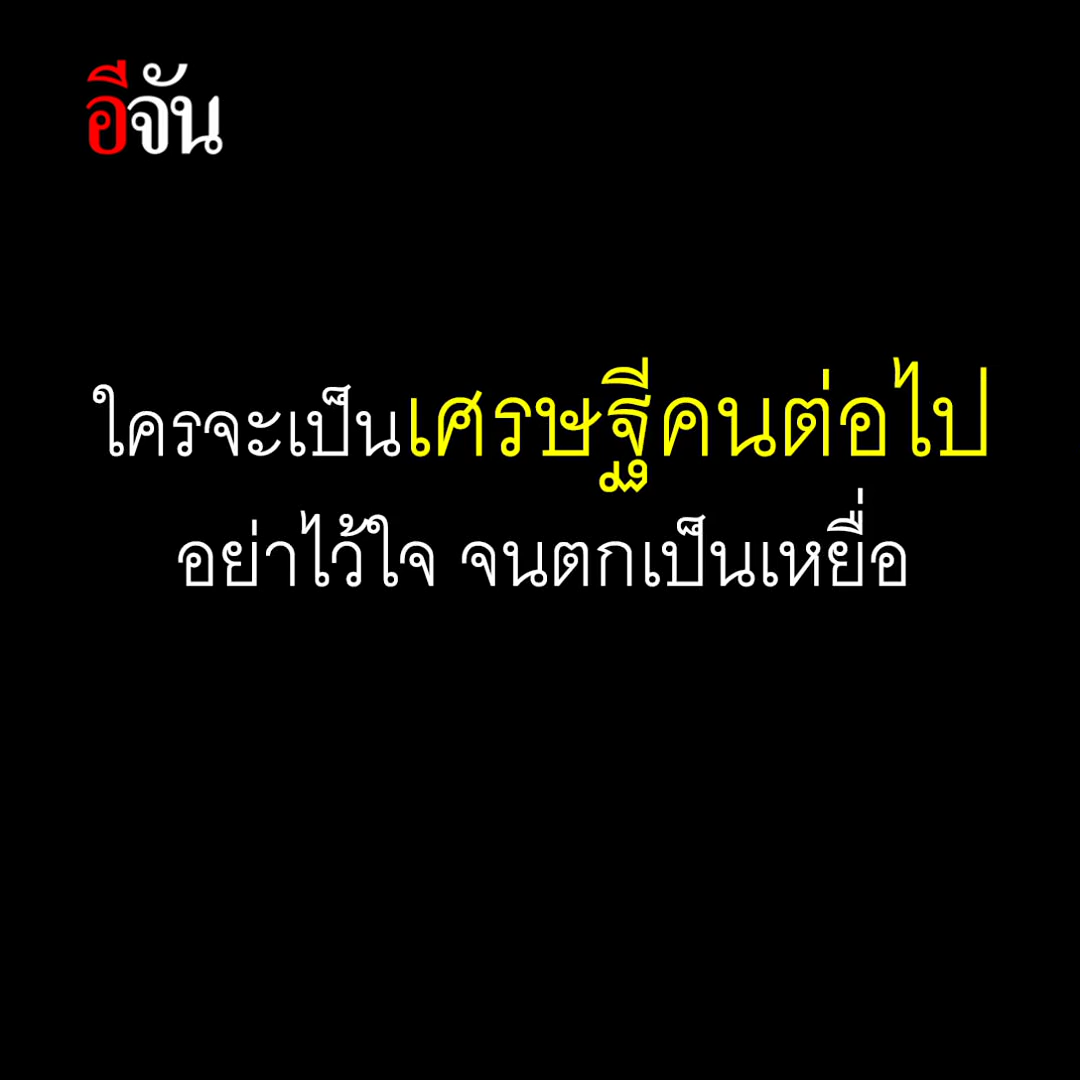 อีจัน
ใครจะเป็นเศรษฐีคนต่อไป
อย่าไว้ใจ จนตกเป็นเหยื่อ